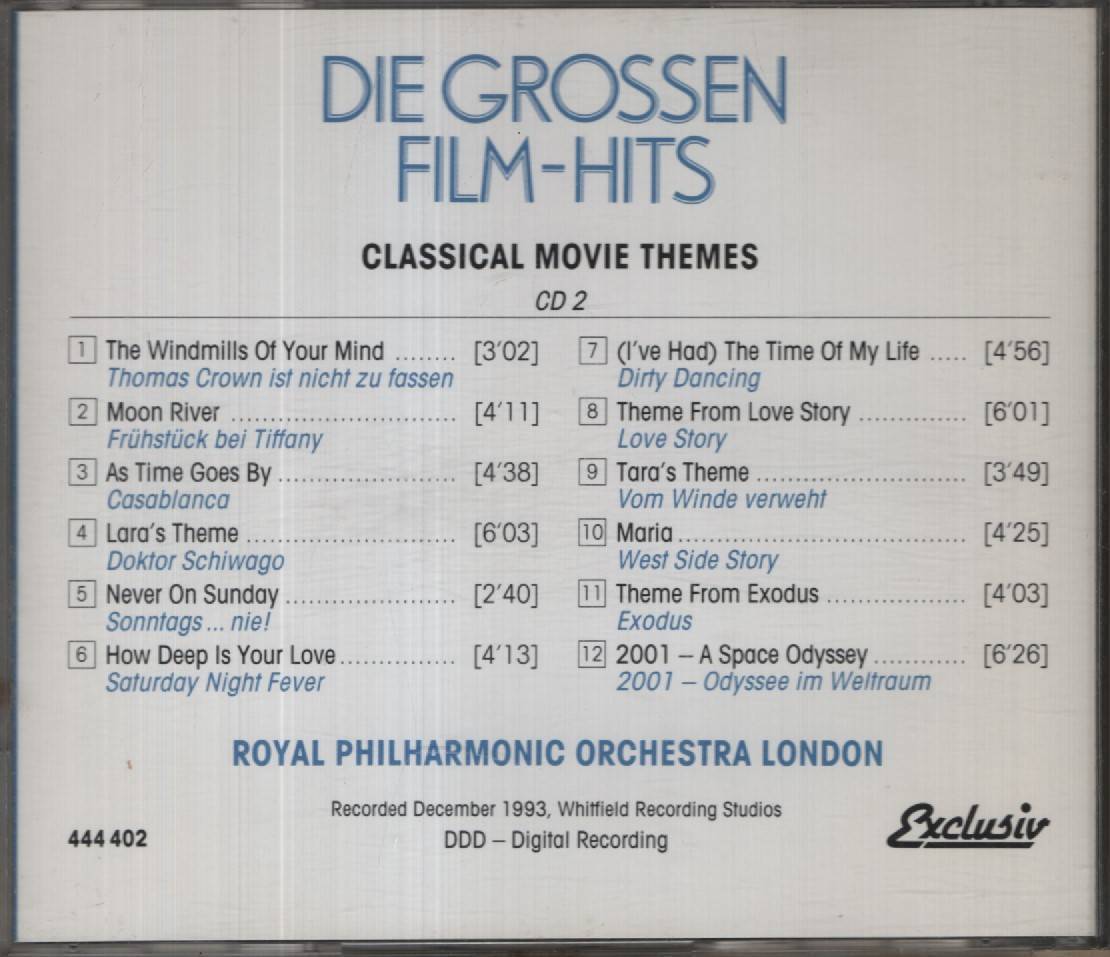 DIE GROSSEN
FILM-HITS
CLASSICAL MOVIE THEMES
CD 2
1 The Windmills Of Your Mind ........ [3'02]
Thomas Crown ist nicht zu fassen
2 Moon River .............................. [4'11]
Frühstück bei Tiffany
3 As Time Goes By ........................ [4'38]
Casablanca
4 Lara's Theme ............................ [6'03]
Doktor Schiwago
5 Never On Sunday ....................... [2'40]
Sonntags ... nie!
6 How Deep Is Your Love ................ [4'13]
Saturday Night Fever
7 (I've Had) The Time Of My Life ..... [4'56]
Dirty Dancing
8 Theme From Love Story ............... [6'01]
Love Story
9 Tara's Theme ............................. [3'49]
Vom Winde verweht
10 Maria ........................................ [4'25]
West Side Story
11 Theme From Exodus .................... [4'03]
Exodus
12 2001 – A Space Odyssey ............. [6'26]
2001 – Odyssee im Weltraum
ROYAL PHILHARMONIC ORCHESTRA LONDON
Recorded December 1993, Whitfield Recording Studios
DDD – Digital Recording
444 402
Exclusiv